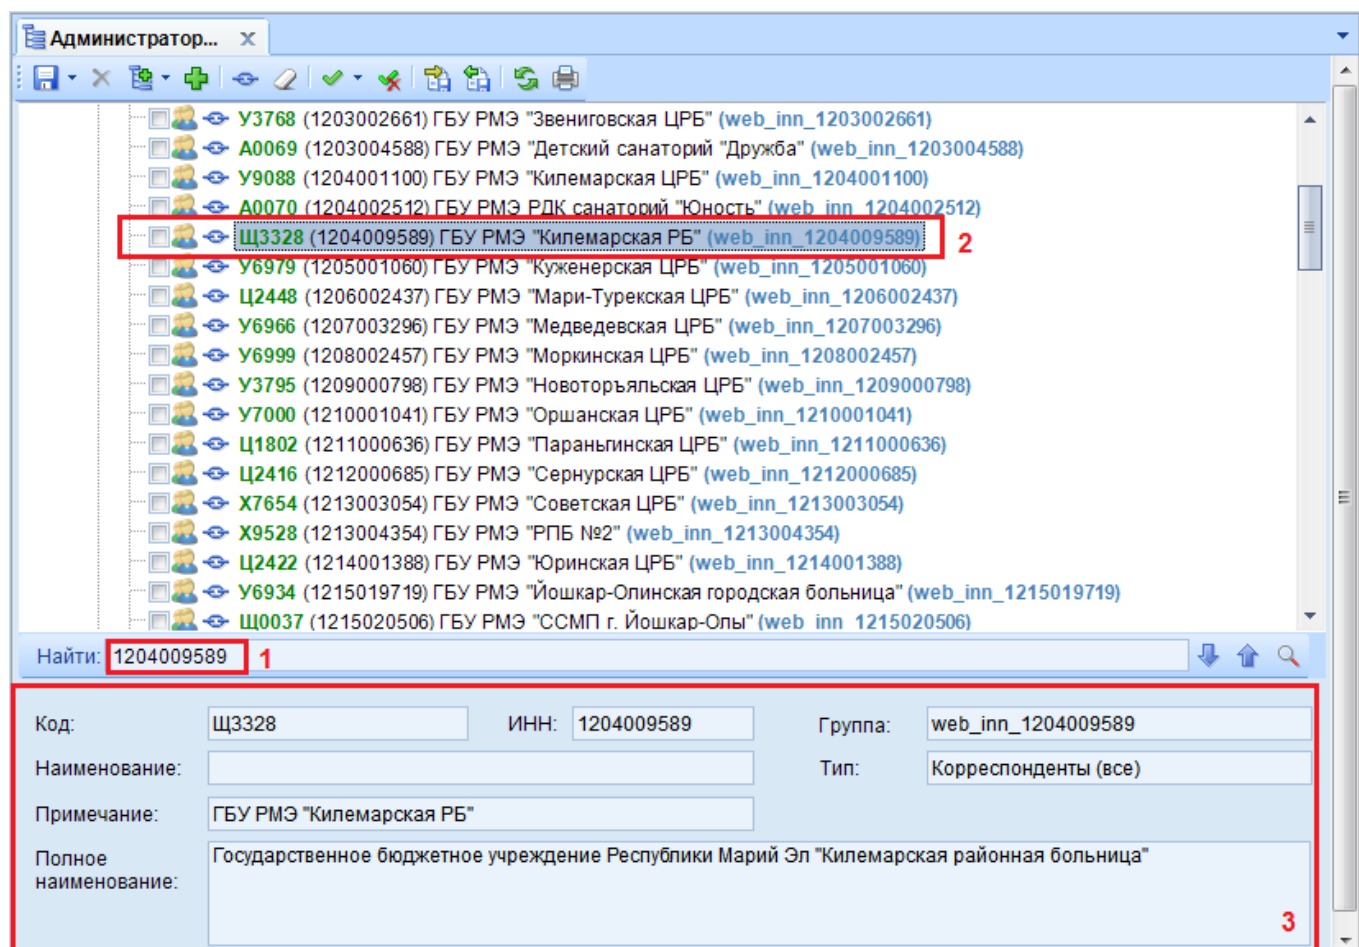 Администратор...
У3768 (1203002661) ГБУ РМЭ "Звениговская ЦРБ" (web_inn_1203002661)
А0069 (1203004588) ГБУ РМЭ "Детский санаторий "Дружба" (web_inn_1203004588)
У9088 (1204001100) ГБУ РМЭ "Килемарская ЦРБ" (web_inn_1204001100)
А0070 (1204002512) ГБУ РМЭ РДК санаторий "Юность" (web_inn_1204002512)
Щ3328 (1204009589) ГБУ РМЭ "Килемарская РБ" (web_inn_1204009589) 2
У6979 (1205001060) ГБУ РМЭ "Куженерская ЦРБ" (web_inn_1205001060)
Ц2448 (1206002437) ГБУ РМЭ "Мари-Турекская ЦРБ" (web_inn_1206002437)
У6966 (1207003296) ГБУ РМЭ "Медведевская ЦРБ" (web_inn_1207003296)
У6999 (1208002457) ГБУ РМЭ "Моркинская ЦРБ" (web_inn_1208002457)
У3795 (1209000798) ГБУ РМЭ "Новоторъяльская ЦРБ" (web_inn_1209000798)
У7000 (1210001041) ГБУ РМЭ "Оршанская ЦРБ" (web_inn_1210001041)
Ц1802 (1211000636) ГБУ РМЭ "Параньгинская ЦРБ" (web_inn_1211000636)
Ц2416 (1212000685) ГБУ РМЭ "Сернурская ЦРБ" (web_inn_1212000685)
Х7654 (1213003054) ГБУ РМЭ "Советская ЦРБ" (web_inn_1213003054)
Х9528 (1213004354) ГБУ РМЭ "РПБ №2" (web_inn_1213004354)
Ц2422 (1214001388) ГБУ РМЭ "Юринская ЦРБ" (web_inn_1214001388)
У6934 (1215019719) ГБУ РМЭ "Йошкар-Олинская городская больница" (web_inn_1215019719)
Щ0037 (1215020506) ГБУ РМЭ "ССМП г. Йошкар-Олы" (web_inn_1215020506)
Найти: 1204009589 1
Код: Щ3328 ИНН: 1204009589 Группа: web_inn_1204009589
Наименование: Тип: Корреспонденты (все)
Примечание: ГБУ РМЭ "Килемарская РБ"
Полное Государственное бюджетное учреждение Республики Марий Эл "Килемарская районная больница"
наименование:
3